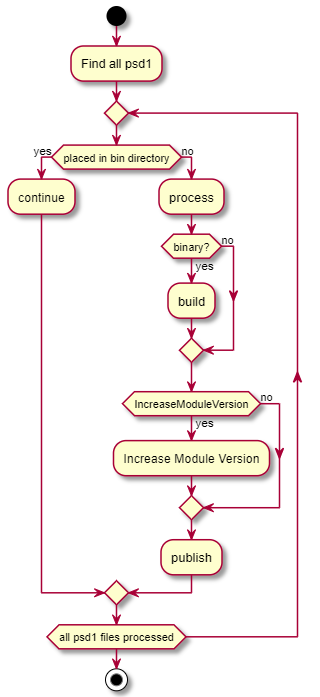 Find all psd1
yes
placed in bin directory
no
continue
process
binary?
no
yes
build
IncreaseModuleVersion
no
yes
Increase Module Version
publish
all psd1 files processed